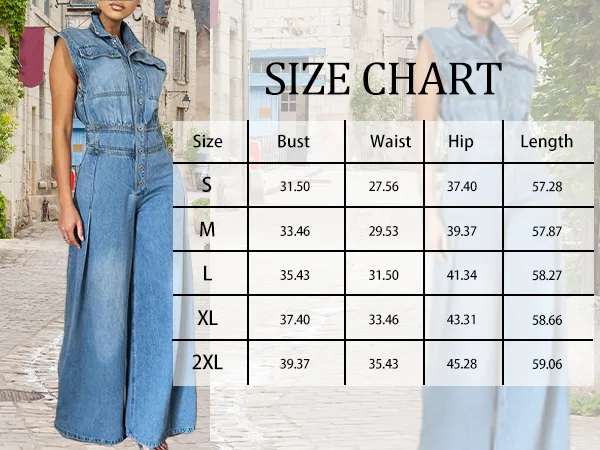 SIZE CHART
Size Bust Waist Hip Length
S 31.50 27.56 37.40 57.28
M 33.46 29.53 39.37 57.87
L 35.43 31.50 41.34 58.27
XL 37.40 33.46 43.31 58.66
2XL 39.37 35.43 45.28 59.06